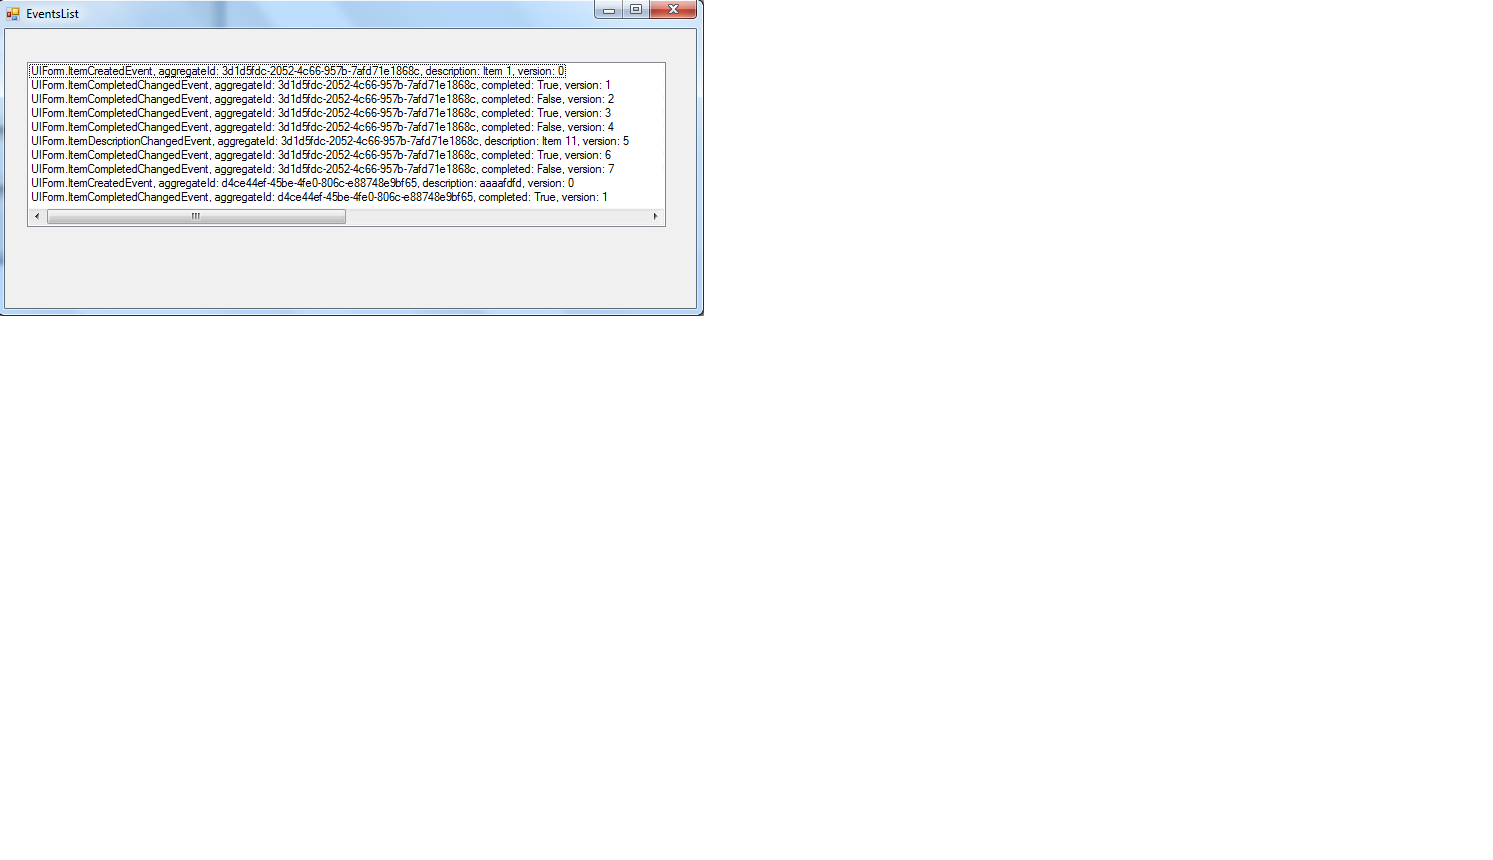 EventsList
UIForm.ItemCreatedEvent, aggregateId: 3d1d5fdc-2052-4c66-957b-7afd71e1868c, description: Item 1, version: 0
UIForm.ItemCompletedChangedEvent, aggregateId: 3d1d5fdc-2052-4c66-957b-7afd71e1868c, completed: True, version: 1
UIForm.ItemCompletedChangedEvent, aggregateId: 3d1d5fdc-2052-4c66-957b-7afd71e1868c, completed: False, version: 2
UIForm.ItemCompletedChangedEvent, aggregateId: 3d1d5fdc-2052-4c66-957b-7afd71e1868c, completed: True, version: 3
UIForm.ItemCompletedChangedEvent, aggregateId: 3d1d5fdc-2052-4c66-957b-7afd71e1868c, completed: False, version: 4
UIForm.ItemDescriptionChangedEvent, aggregateId: 3d1d5fdc-2052-4c66-957b-7afd71e1868c, description: Item 11, version: 5
UIForm.ItemCompletedChangedEvent, aggregateId: 3d1d5fdc-2052-4c66-957b-7afd71e1868c, completed: True, version: 6
UIForm.ItemCompletedChangedEvent, aggregateId: 3d1d5fdc-2052-4c66-957b-7afd71e1868c, completed: False, version: 7
UIForm.ItemCreatedEvent, aggregateId: d4ce44ef-45be-4fe0-806c-e88748e9bf65, description: aaaafdfd, version: 0
UIForm.ItemCompletedChangedEvent, aggregateId: d4ce44ef-45be-4fe0-806c-e88748e9bf65, completed: True, version: 1